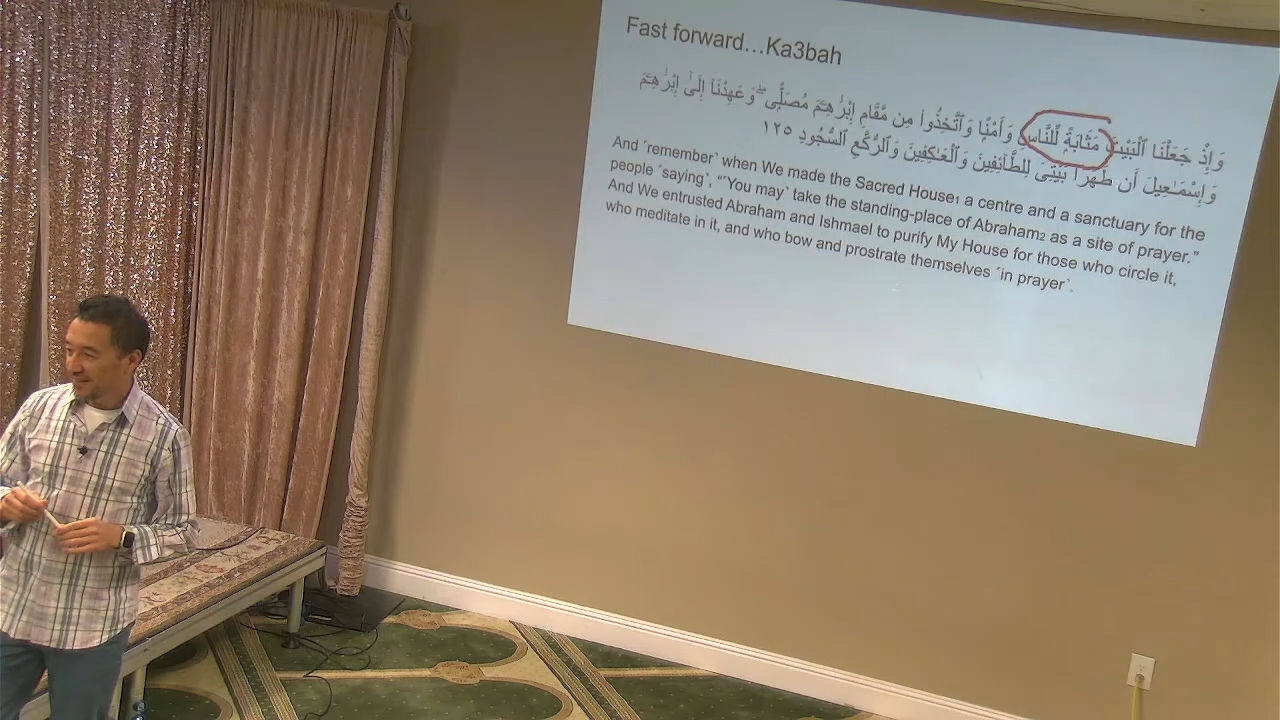 Fast forward...Ka3bah
وَإِذْ جَعَلْنَا ٱلْبَيْتَ مَثَابَةًۭ لِّلنَّاسِ وَأَمْنًۭا وَٱتَّخِذُوا۟ مِن مَّقَامِ إِبْرَٰهِـۧمَ مُصَلًّۭى ۖ وَعَهِدْنَآ إِلَىٰٓ إِبْرَٰهِـۧمَ
وَإِسْمَـٰعِيلَ أَن طَهِّرَا بَيْتِىَ لِلطَّآئِفِينَ وَٱلْعَـٰكِفِينَ وَٱلرُّكَّعِ ٱلسُّجُودِ ١٢٥
And ˹remember˺ when We made the Sacred House1 a centre and a sanctuary for the
people ˹saying˺, “˹You may˺ take the standing-place of Abraham2 as a site of prayer."
And We entrusted Abraham and Ishmael to purify My House for those who circle it,
who meditate in it, and who bow and prostrate themselves ˹in prayer˺.